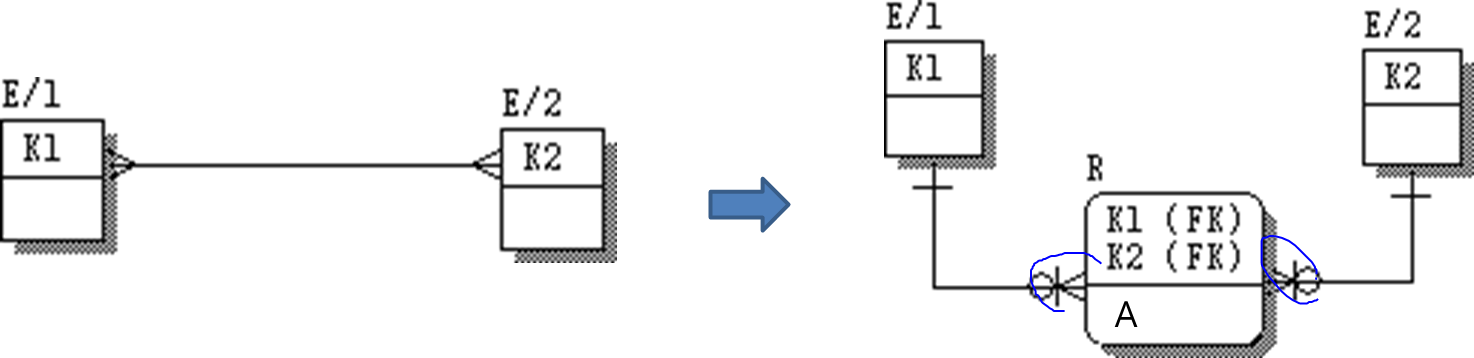 E/1
K1
E/2
K2
E/1
K1
E/2
K2
R
K1 (FK)
K2 (FK)
A